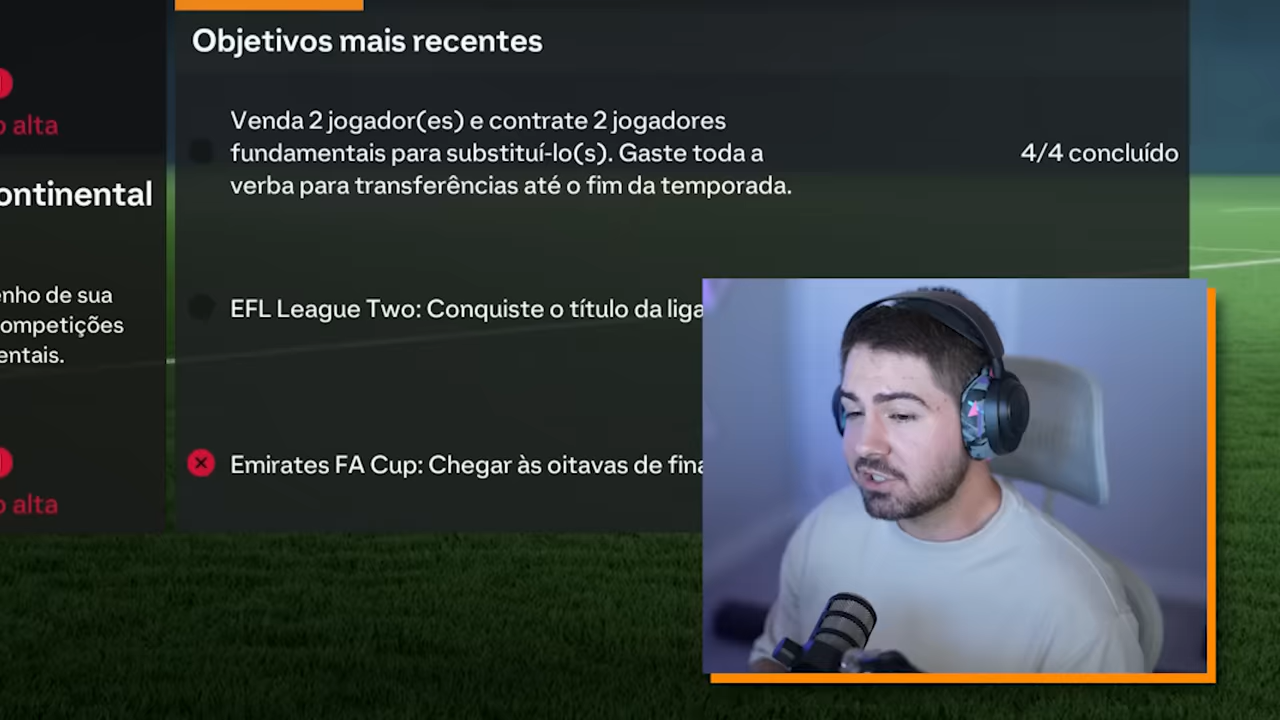 Objetivos mais recentes
alta
Venda 2 jogador(es) e contrate 2 jogadores
fundamentais para substituí-lo(s). Gaste toda a
verba para transferências até o fim da temporada.
4/4 concluído
EFL League Two: Conquiste o título da liga
Emirates FA Cup: Chegar às oitavas de fina
ontinental
enho de sua
ompetições
entais.
alta